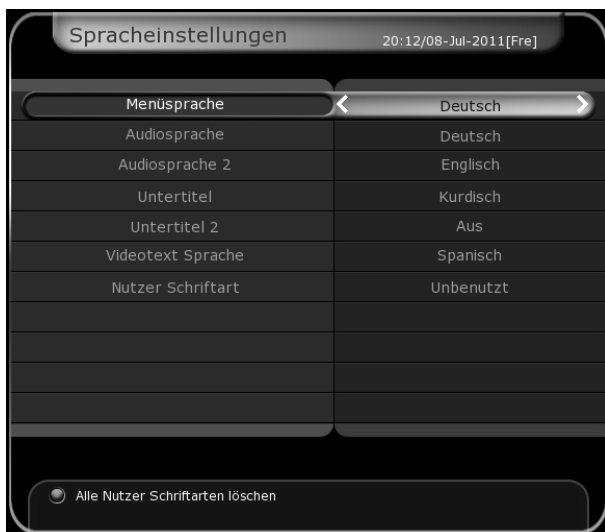 Spracheinstellungen 20:12/08-Jul-2011[Fre]
Menüsprache Deutsch
Audiosprache Deutsch
Audiosprache 2 Englisch
Untertitel Kurdisch
Untertitel 2 Aus
Videotext Sprache Spanisch
Nutzer Schriftart Unbenutzt
Alle Nutzer Schriftarten löschen